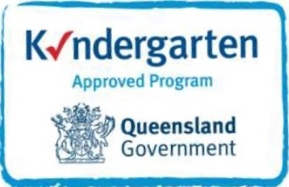 Kindergarten
Approved Program
Queensland
Government